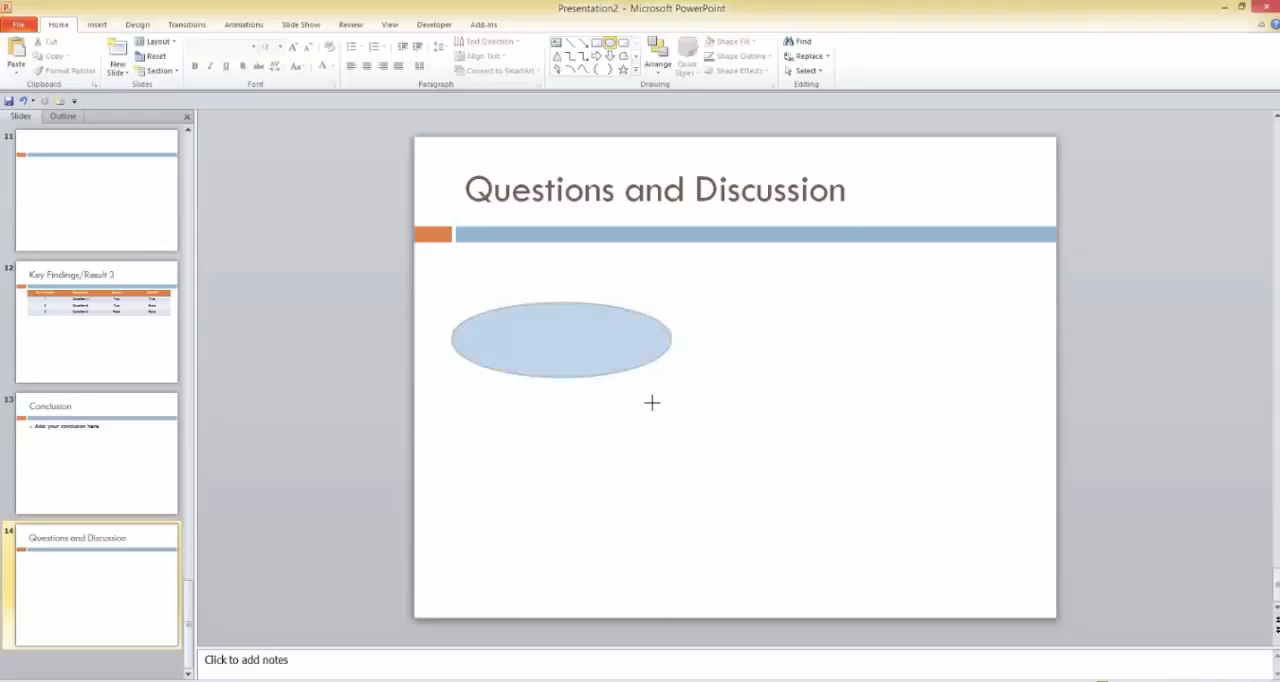 Presentation2 - Microsoft PowerPoint
File Home Insert Design Transitions Animations Slide Show Review View Developer Add-Ins
Paste
Cut
Copy
Format Painter
Clipboard
New
Slide
Layout
Reset
Section
Slides
B I U S abc AV Aa A
Font
Text Direction
Align Text
Convert to SmartArt
Paragraph
Arrange
Quick
Styles
Shape Fill
Shape Outline
Shape Effects
Drawing
Find
Replace
Select
Editing
Slides Outline
11
12
Key Findings/Result 3
13
Conclusion
Add your conclusion here.
14
Questions and Discussion
Questions and Discussion
Click to add notes